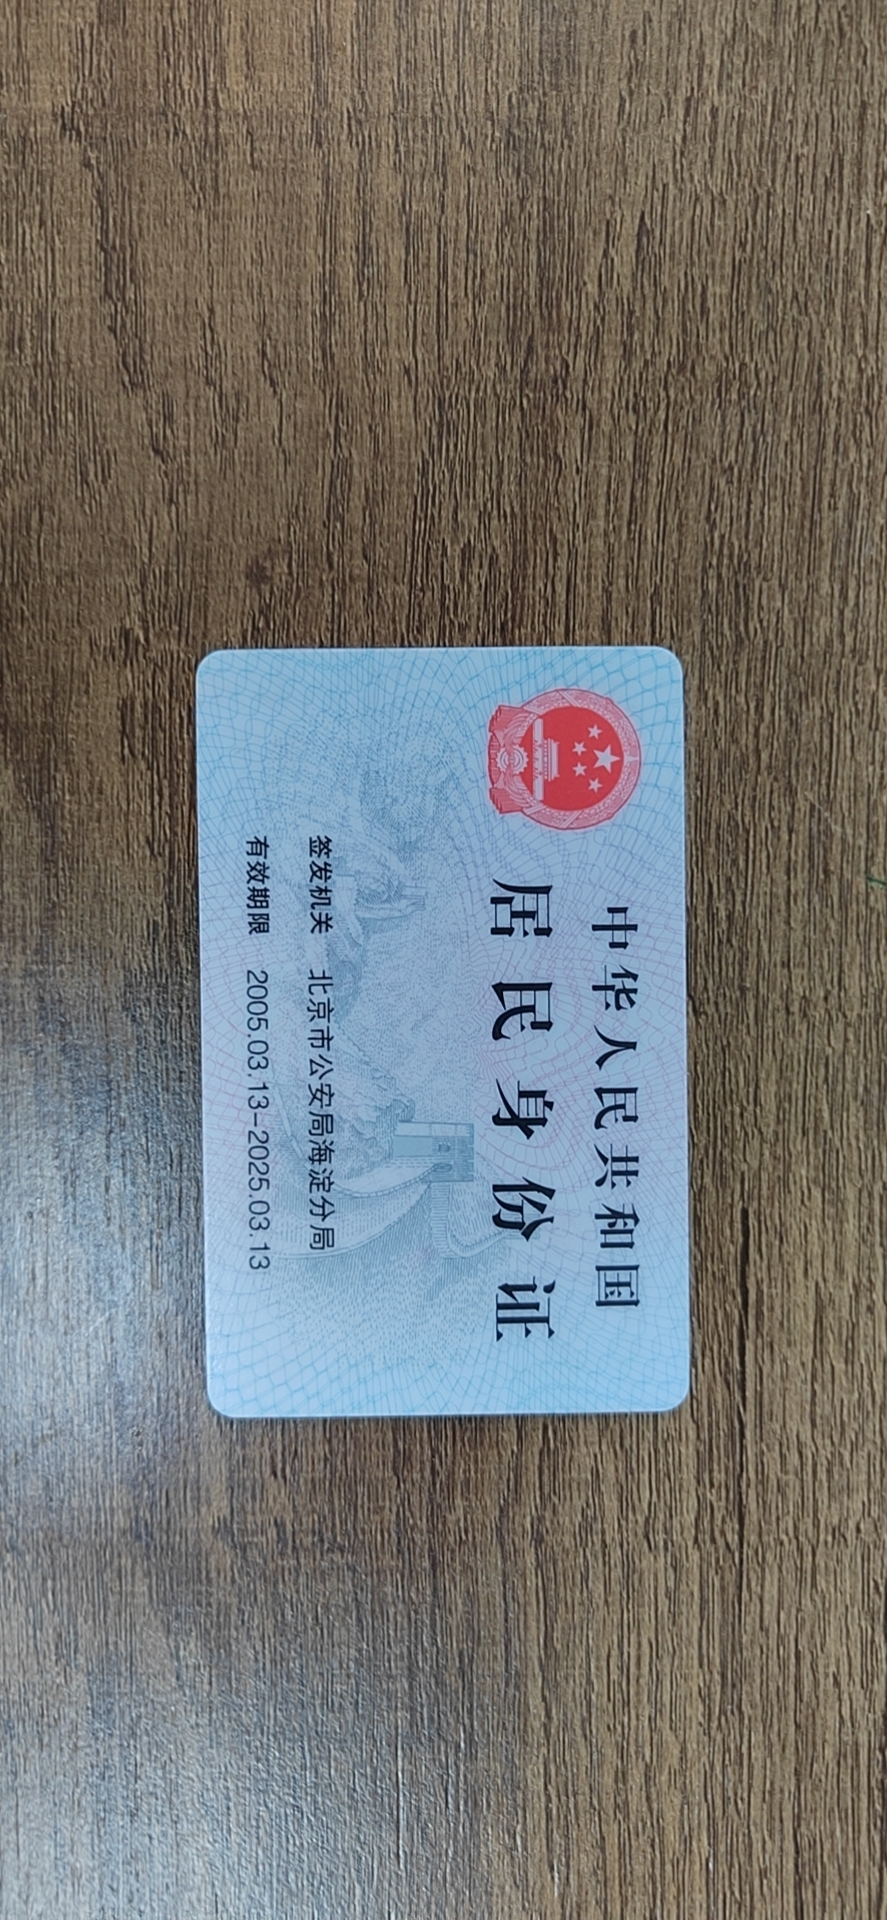 中华人民共和国
居民身份证
签发机关 北京市公安局海淀分局
有效期限 2005.03.13-2025.03.13